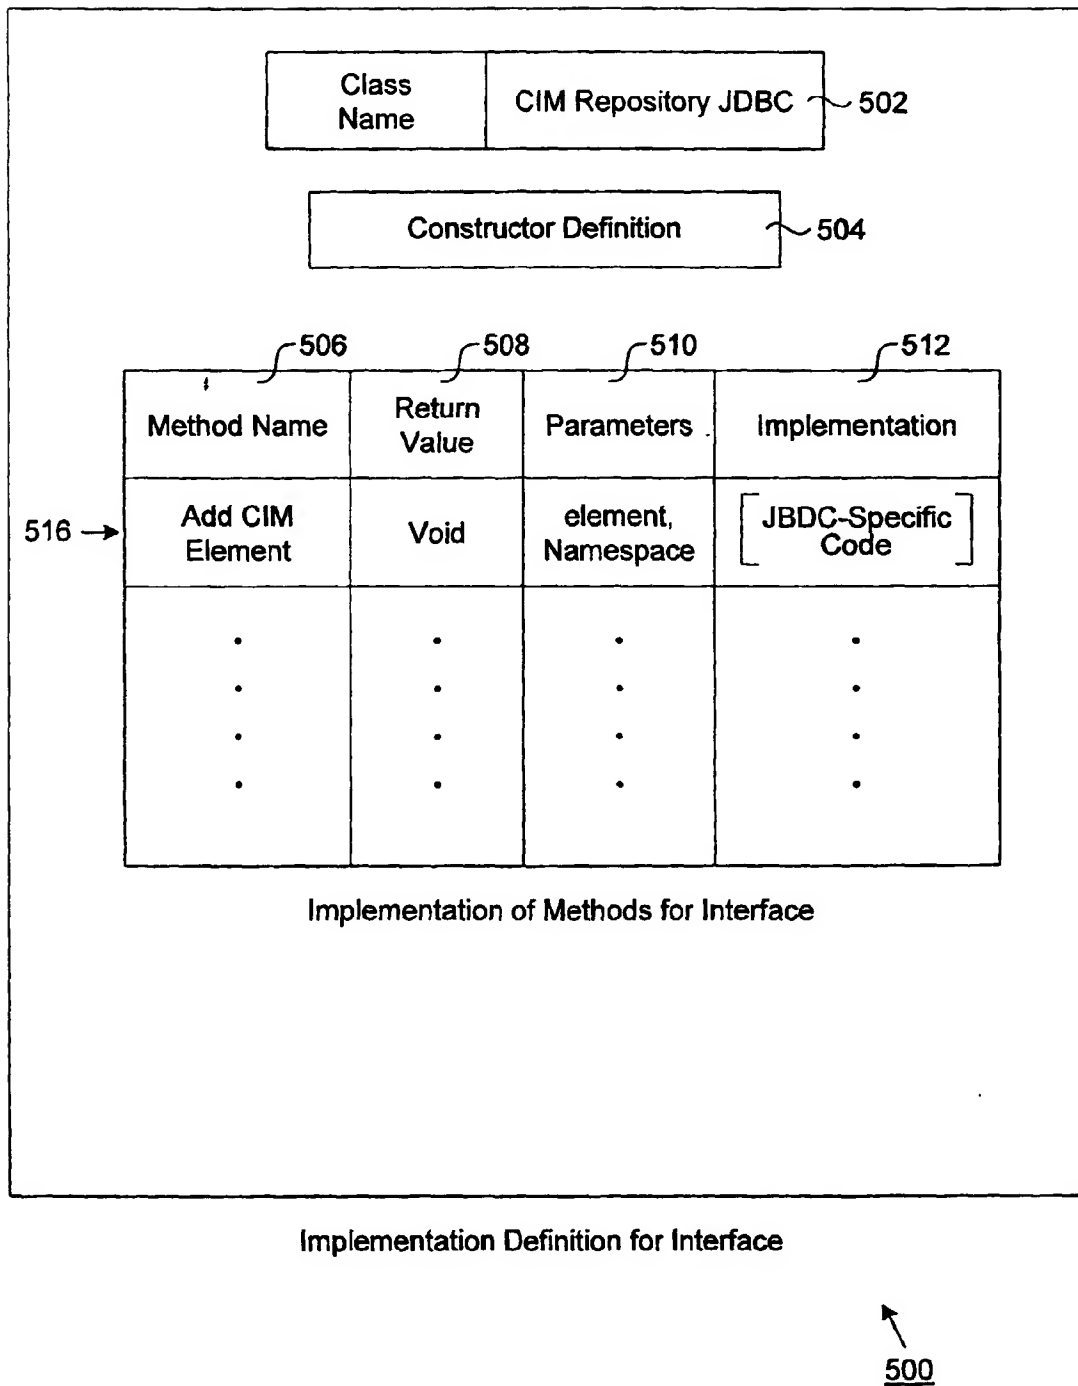 Class
Name
CIM Repository JDBC
502
Constructor Definition
504
506
508
510
512
Method Name
Return
Value
Parameters
Implementation
516
Add CIM
Element
Void
element,
Namespace
JBDC-Specific
Code
Implementation of Methods for Interface
Implementation Definition for Interface
500